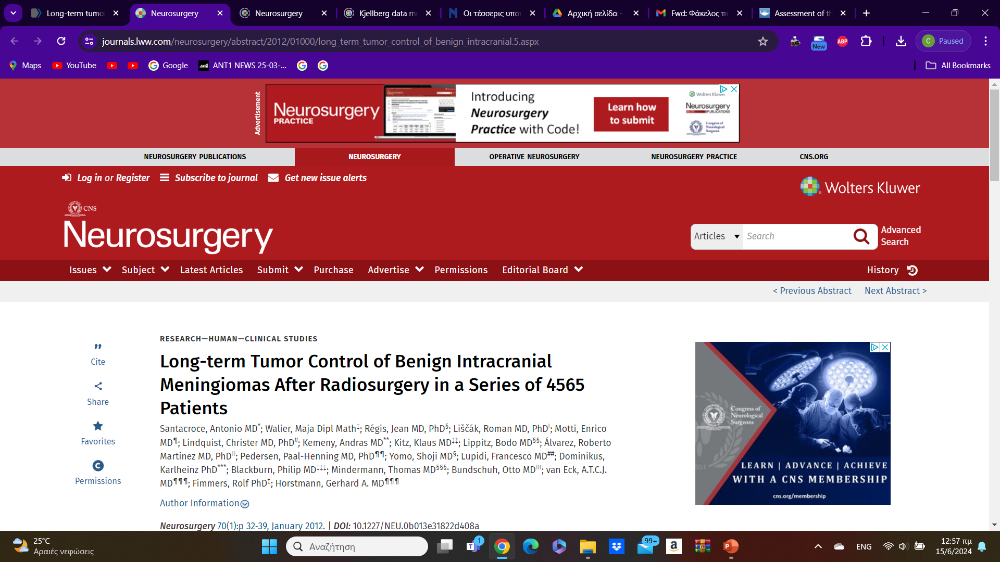 Long-term tumo
Neurosurgery
Neurosurgery
Kjellberg data m
Οι τέσσερις υπου
Αρχική σελίδα -
Fwd: Φάκελος πα
Assessment of th
journals.lww.com/neurosurgery/abstract/2012/01000/long_term_tumor_control_of_benign_intracranial.5.aspx
New
ABP
C
Paused
Maps
YouTube
Google
ANT1 NEWS 25-03-...
All Bookmarks
Advertisement
Neurosurgery
PRACTICE
Introducing
Neurosurgery
Practice with Code!
Learn how
to submit
Wolters Kluwer
Neurosurgery
PUBLICATIONS
Congress of
Neurological
Surgeons
NEUROSURGERY PUBLICATIONS
NEUROSURGERY
OPERATIVE NEUROSURGERY
NEUROSURGERY PRACTICE
CNS.ORG
Log in or Register
Subscribe to journal
Get new issue alerts
Wolters Kluwer
CNS
Neurosurgery
Articles
Search
Advanced
Search
Issues
Subject
Latest Articles
Submit
Purchase
Advertise
Permissions
Editorial Board
History
< Previous Abstract
Next Abstract >
Cite
Share
Favorites
Permissions
RESEARCH—HUMAN—CLINICAL STUDIES
Long-term Tumor Control of Benign Intracranial
Meningiomas After Radiosurgery in a Series of 4565
Patients
Santacroce, Antonio MD*; Walier, Maja Dipl Math‡; Régis, Jean MD, PhD§; Liščák, Roman MD, PhD‖; Motti, Enrico
MD¶; Lindquist, Christer MD, PhD#; Kemeny, Andras MD**; Kitz, Klaus MD‡‡; Lippitz, Bodo MD§§; Álvarez, Roberto
Martínez MD, PhD‖‖; Pedersen, Paal-Henning MD, PhD¶¶; Yomo, Shoji MD§; Lupidi, Francesco MD##; Dominikus,
Karlheinz PhD***; Blackburn, Philip MD‡‡‡; Mindermann, Thomas MD§§§; Bundschuh, Otto MD‖‖‖; van Eck, A.T.C.J.
MD¶¶¶; Fimmers, Rolf PhD‡; Horstmann, Gerhard A. MD¶¶¶
Author Information
Neurosurgery 70(1):p 32-39, January 2012. | DOI: 10.1227/NEU.0b013e31822d408a
Congress of
Neurological
Surgeons
LEARN | ADVANCE | ACHIEVE
WITH A CNS MEMBERSHIP
cns.org/membership
25°C
Αραιές νεφώσεις
Αναζήτηση
1
99+
ENG
12:57 πμ
15/6/2024